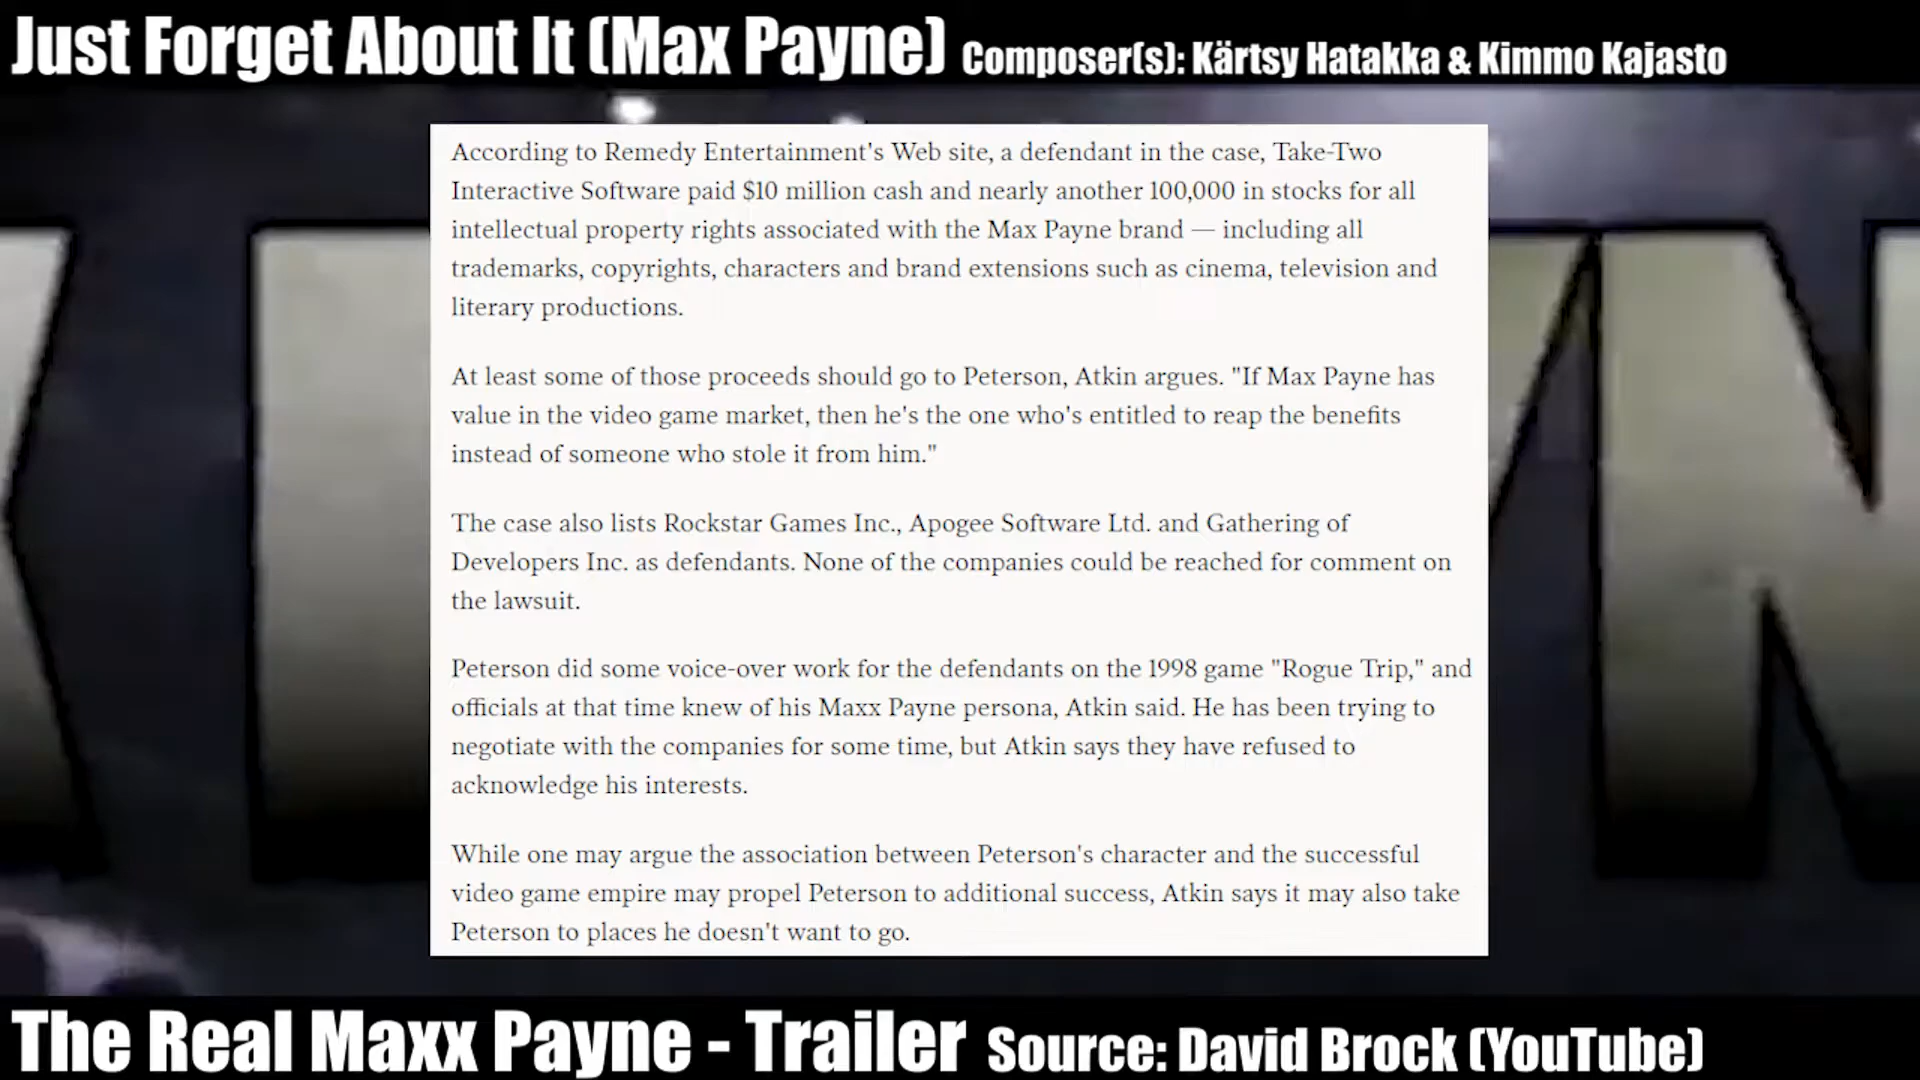 Just Forget About It (Max Payne) Composer(s): Kärtsy Hatakka & Kimmo Kajasto
According to Remedy Entertainment's Web site, a defendant in the case, Take-Two
Interactive Software paid $10 million cash and nearly another 100,000 in stocks for all
intellectual property rights associated with the Max Payne brand — including all
trademarks, copyrights, characters and brand extensions such as cinema, television and
literary productions.
At least some of those proceeds should go to Peterson, Atkin argues. "If Max Payne has
value in the video game market, then he's the one who's entitled to reap the benefits
instead of someone who stole it from him."
The case also lists Rockstar Games Inc., Apogee Software Ltd. and Gathering of
Developers Inc. as defendants. None of the companies could be reached for comment on
the lawsuit.
Peterson did some voice-over work for the defendants on the 1998 game "Rogue Trip," and
officials at that time knew of his Maxx Payne persona, Atkin said. He has been trying to
negotiate with the companies for some time, but Atkin says they have refused to
acknowledge his interests.
While one may argue the association between Peterson's character and the successful
video game empire may propel Peterson to additional success, Atkin says it may also take
Peterson to places he doesn't want to go.
The Real Maxx Payne - Trailer Source: David Brock (YouTube)